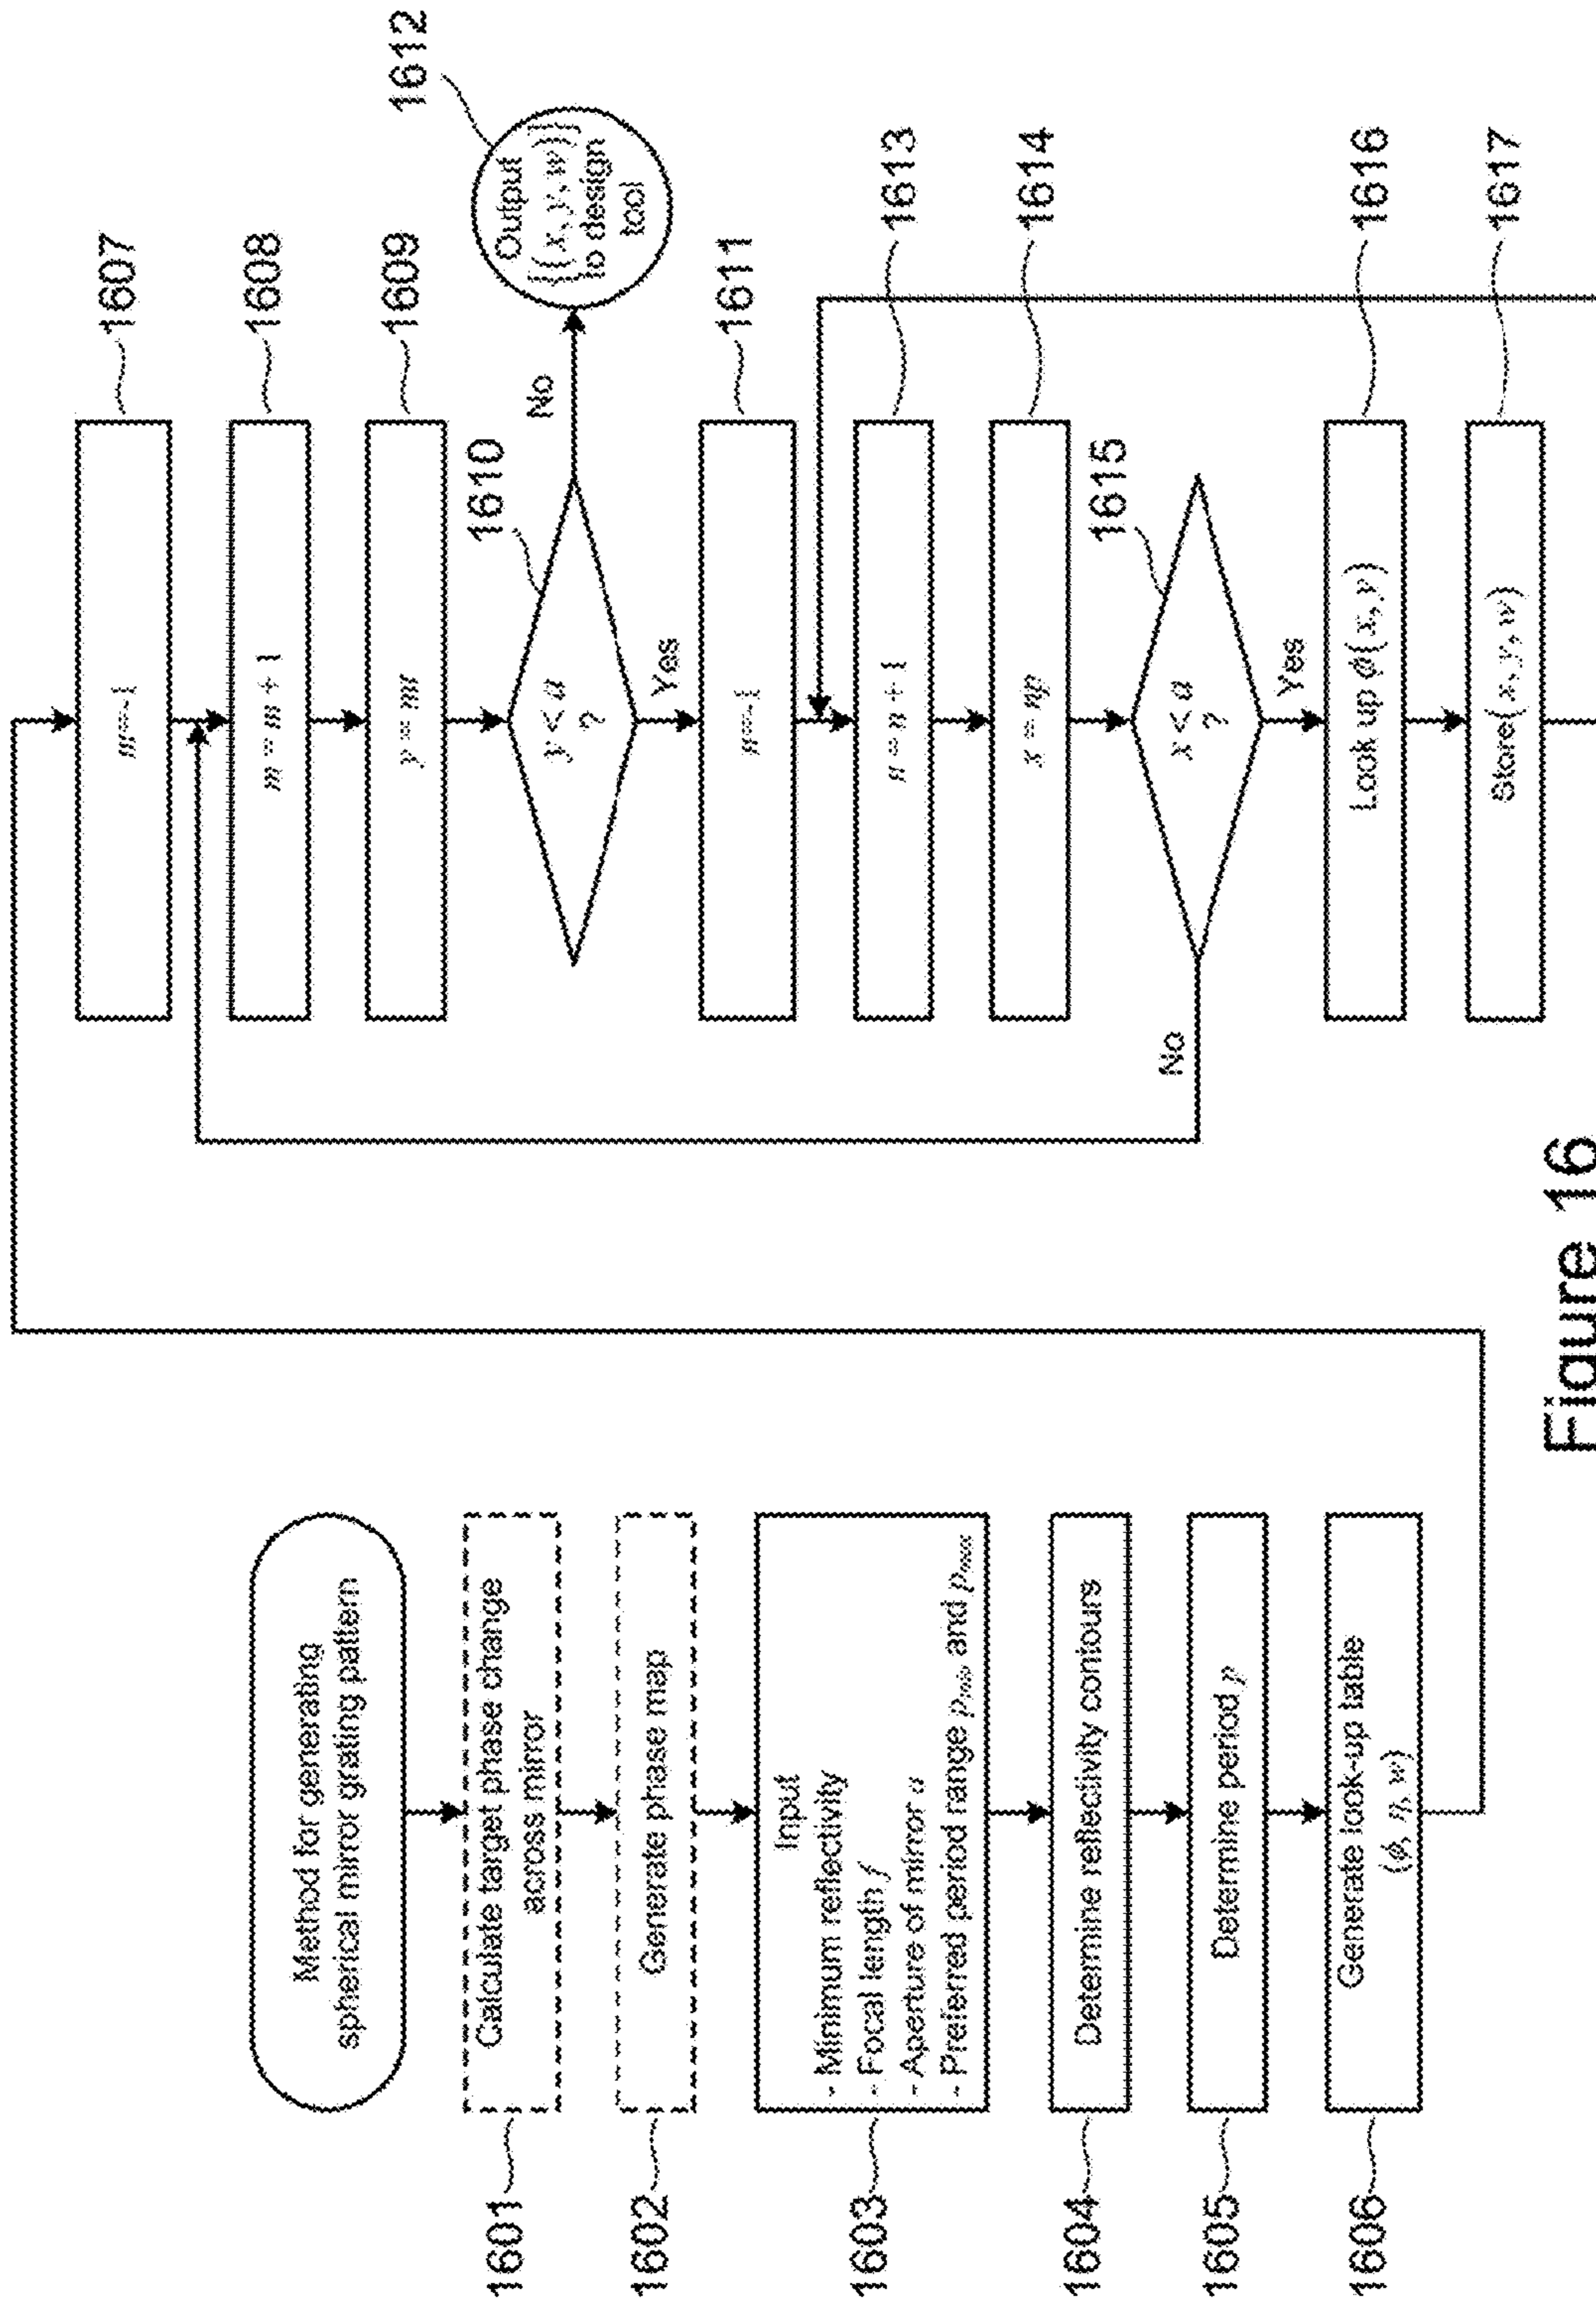 Method for generating
spherical mirror grating pattern
1601
Calculate target phase change
across mirror
1602
Generate phase map
1603
Input
- Minimum reflectivity
- Focal length f
- Aperture of mirror a
- Preferred period range p_min and p_max
1604
Determine reflectivity contours
1605
Determine period p
1606
Generate look-up table
(ϕ, η, w)
1607
m=-1
1608
m = m + 1
1609
1610
y < a
?
No
Yes
Output
{(x, y, w)}
to design
tool
1612
1611
n=-1
1613
n = n + 1
1614
x = np
1615
x < a
?
No
Yes
1616
Look up ϕ(x, y)
1617
Store(x, y, w)
Figure 16